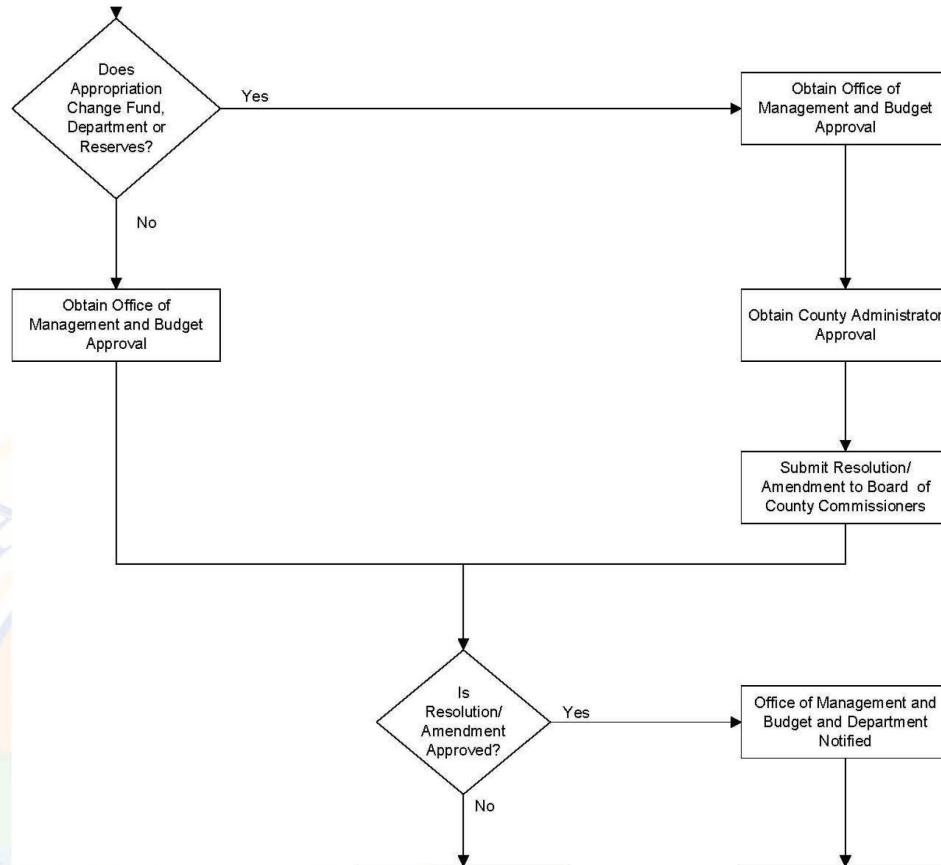 Does
Appropriation
Change Fund,
Department or
Reserves?
Yes
Obtain Office of
Management and Budget
Approval
No
Obtain Office of
Management and Budget
Approval
Obtain County Administrator
Approval
Submit Resolution/
Amendment to Board of
County Commissioners
Is
Resolution/
Amendment
Approved?
Yes
Office of Management and
Budget and Department
Notified
No